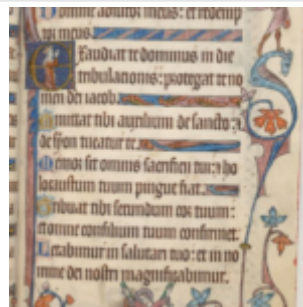 Domine adiutor meus: et redemp
tor meus.
Exaudiat te dominus in die
tribulationis: protegat te no
men dei iacob.
Mittat tibi auxilium de sancto: &
de syon tueatur te.
Memor sit omnis sacrificii tui: & ho
locaustum tuum pingue fiat.
Tribuat tibi secundum cor tuum:
et omne consilium tuum confirmet.
Letabimur in salutari tuo: et in no
mine dei nostri magnificabimur.